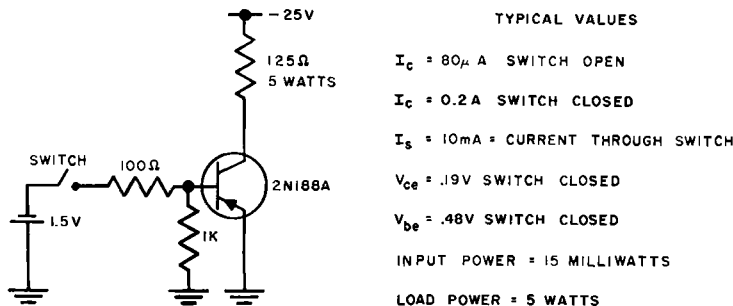 -25V
125Ω
5 WATTS
SWITCH
100Ω
2N188A
1.5V
1K
TYPICAL VALUES
Ic = 80μA SWITCH OPEN
Ic = 0.2A SWITCH CLOSED
Is = 10mA = CURRENT THROUGH SWITCH
Vce = .19V SWITCH CLOSED
Vbe = .48V SWITCH CLOSED
INPUT POWER = 15 MILLIWATTS
LOAD POWER = 5 WATTS